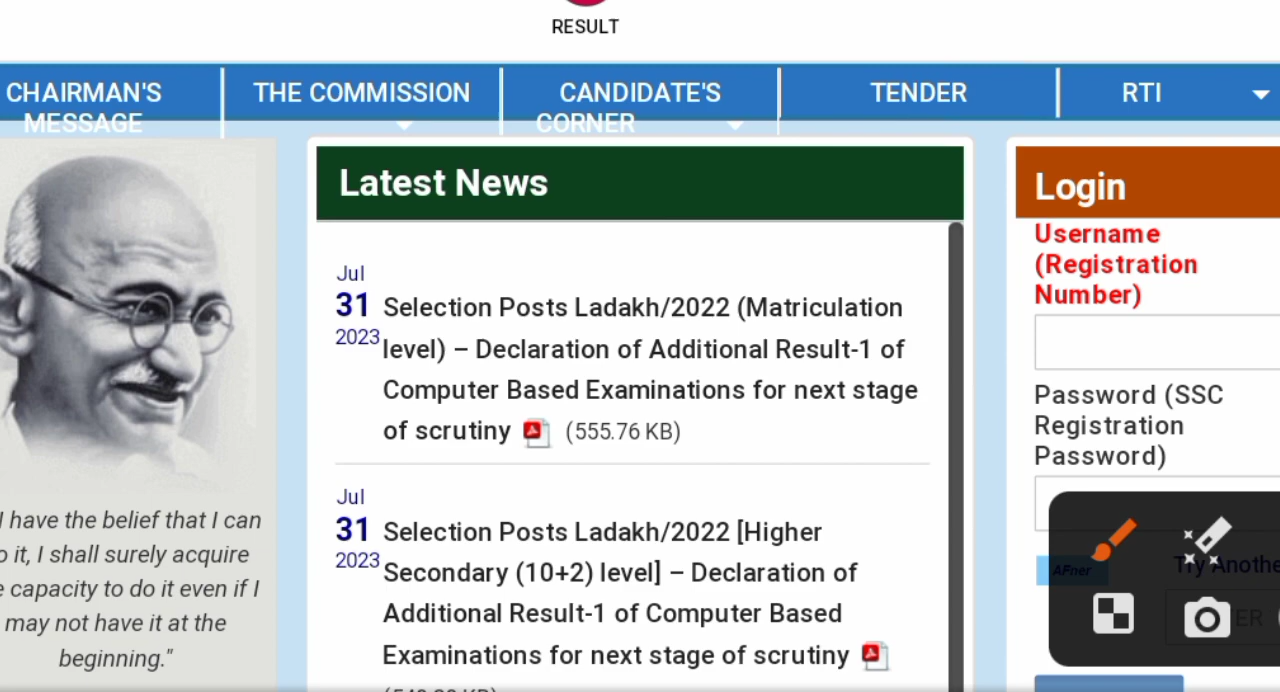 RESULT
CHAIRMAN'S
MESSAGE
THE COMMISSION
CANDIDATE'S
CORNER
TENDER
RTI
I have the belief that I can
o it, I shall surely acquire
e capacity to do it even if I
may not have it at the
beginning."
Latest News
Jul
31
2023
Selection Posts Ladakh/2022 (Matriculation
level) – Declaration of Additional Result-1 of
Computer Based Examinations for next stage
of scrutiny (555.76 KB)
Jul
31
2023
Selection Posts Ladakh/2022 [Higher
Secondary (10+2) level] – Declaration of
Additional Result-1 of Computer Based
Examinations for next stage of scrutiny
Login
Username
(Registration
Number)
Password (SSC
Registration
Password)
AFner
Try Anothe
ER